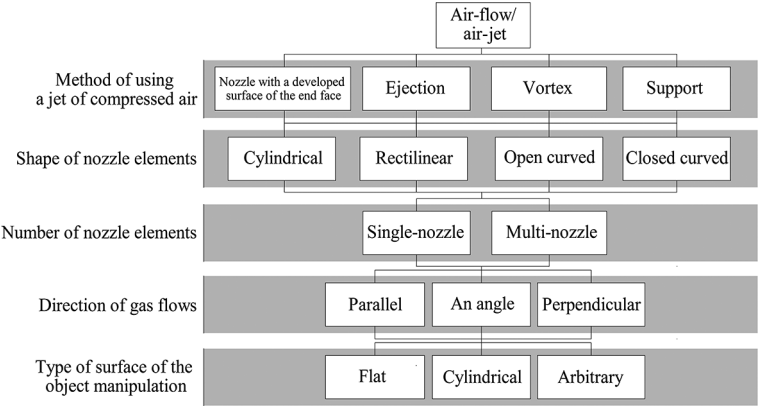 Air-flow/
air-jet
Method of using
a jet of compressed air
Nozzle with a developed
surface of the end face
Ejection
Vortex
Support
Shape of nozzle elements
Cylindrical
Rectilinear
Open curved
Closed curved
Number of nozzle elements
Single-nozzle
Multi-nozzle
Direction of gas flows
Parallel
An angle
Perpendicular
Type of surface of the
object manipulation
Flat
Cylindrical
Arbitrary